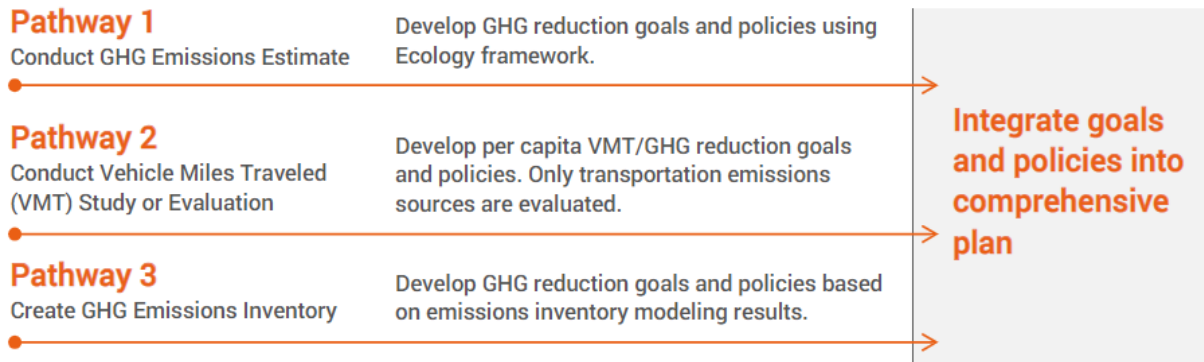 Pathway 1
Conduct GHG Emissions Estimate
Develop GHG reduction goals and policies using
Ecology framework.
Pathway 2
Conduct Vehicle Miles Traveled
(VMT) Study or Evaluation
Develop per capita VMT/GHG reduction goals
and policies. Only transportation emissions
sources are evaluated.
Pathway 3
Create GHG Emissions Inventory
Develop GHG reduction goals and policies based
on emissions inventory modeling results.
Integrate goals
and policies into
comprehensive
plan